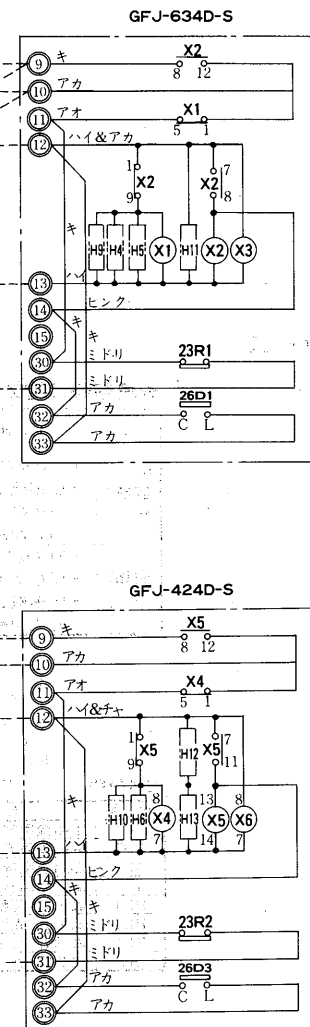 GFJ-634D-S
9 キ X2
8 12
10 アカ
11 アオ X1
5 1
12 ハイ&アカ
1 X2 9
X2 7 8
キ
H9 H4 H5 X1 H11 X2 X3
13 ハイ
14 ピンク
キ
15 キ
30 ミドリ 23R1
31 ミドリ
32 アカ 26D1
C L
33 アカ
GFJ-424D-S
9 キ X5
8 12
10 アカ
11 アオ X4
5 1
12 ハイ&チャ
1 X5 9
H12
X5 7 11
キ
H10 H6 8 X4 7 H13 13 X5 14 8 X6 7
13 ハイ
14 ピンク
キ
15 キ
30 ミドリ 23R2
31 ミドリ
32 アカ 26D3
C L
33 アカ